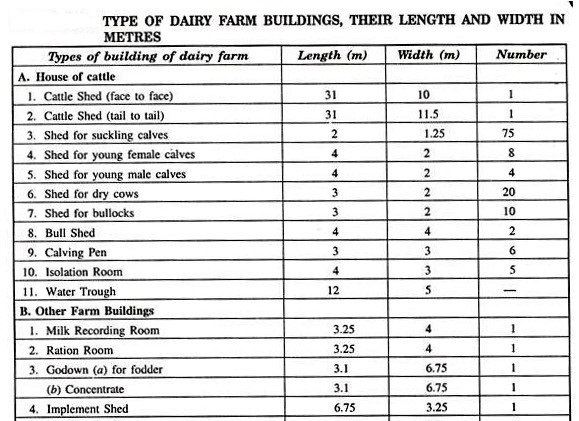 TYPE OF DAIRY FARM BUILDINGS, THEIR LENGTH AND WIDTH IN
METRES
Types of building of dairy farm Length (m) Width (m) Number
A. House of cattle
1. Cattle Shed (face to face) 31 10 1
2. Cattle Shed (tail to tail) 31 11.5 1
3. Shed for suckling calves 2 1.25 75
4. Shed for young female calves 4 2 8
5. Shed for young male calves 4 2 4
6. Shed for dry cows 3 2 20
7. Shed for bullocks 3 2 10
8. Bull Shed 4 4 2
9. Calving Pen 3 3 6
10. Isolation Room 4 3 5
11. Water Trough 12 5 —
B. Other Farm Buildings
1. Milk Recording Room 3.25 4 1
2. Ration Room 3.25 4 1
3. Godown (a) for fodder 3.1 6.75 1
(b) Concentrate 3.1 6.75 1
4. Implement Shed 6.75 3.25 1